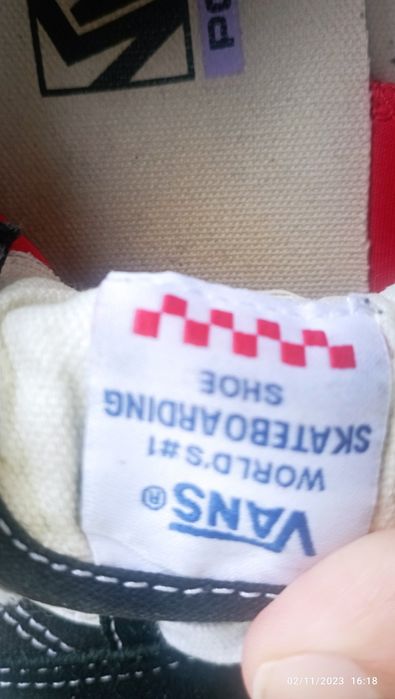 VANS®
WORLD'S #1
SKATEBOARDING
SHOE
02/11/2023 16:18